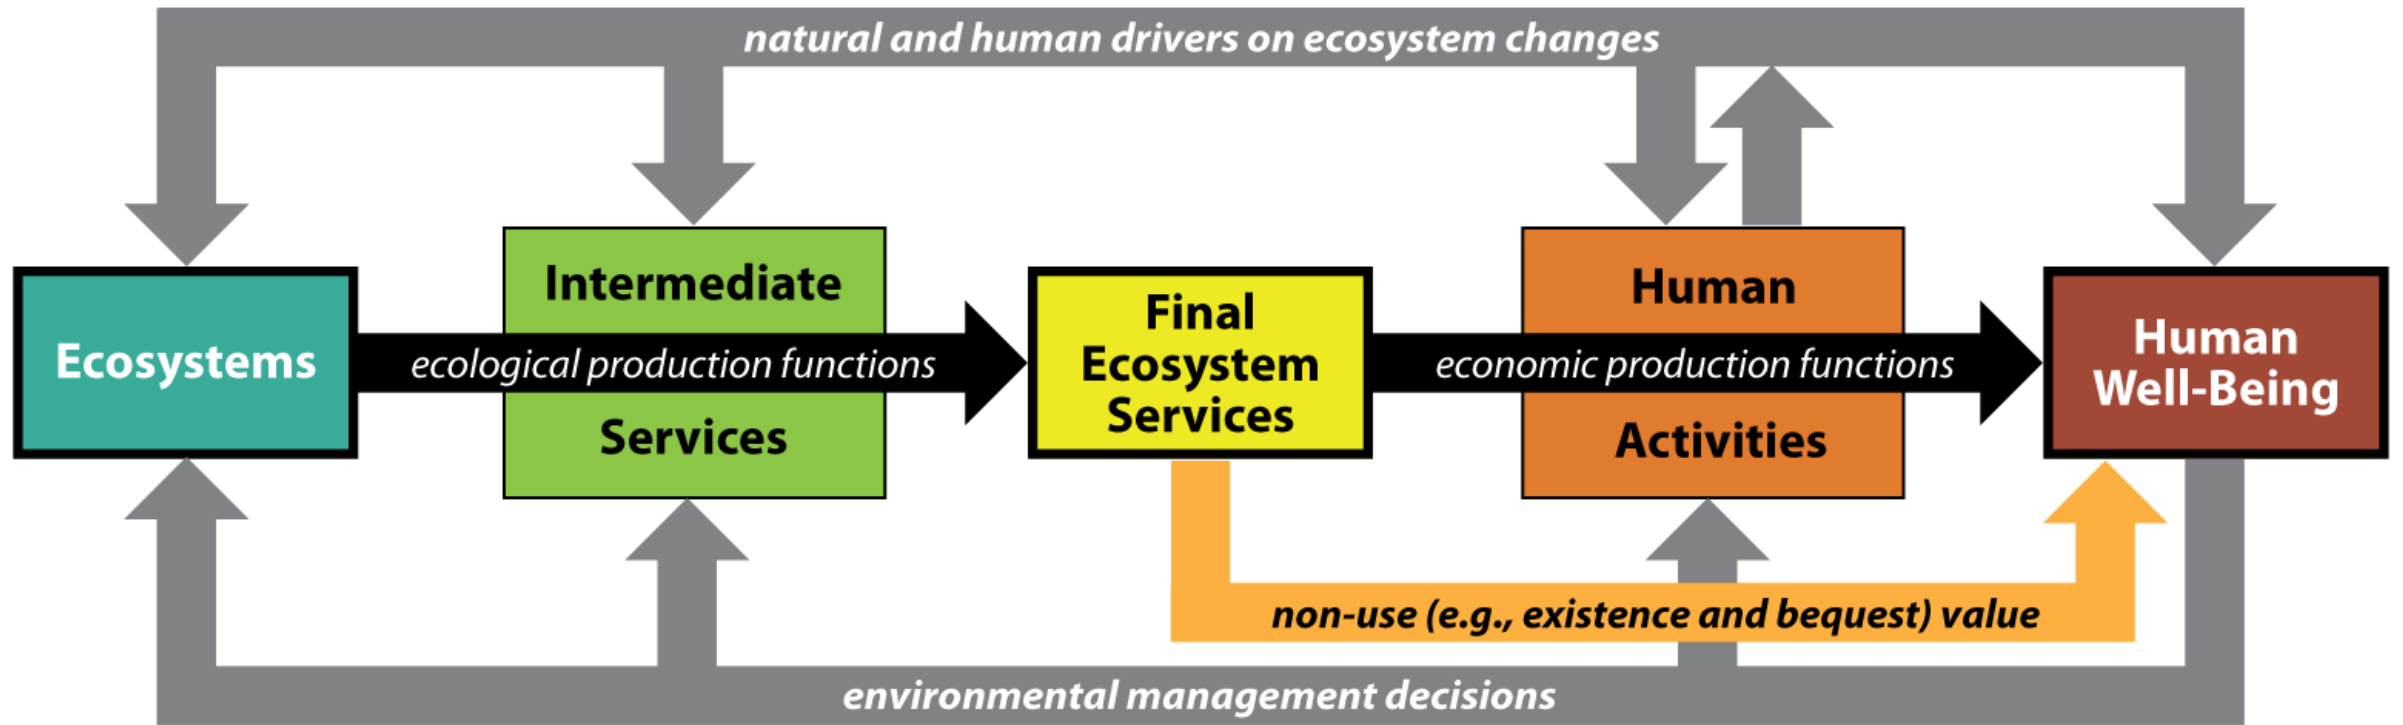 natural and human drivers on ecosystem changes
Intermediate
Services
Ecosystems
ecological production functions
Final
Ecosystem
Services
Human
Activities
economic production functions
Human
Well-Being
non-use (e.g., existence and bequest) value
environmental management decisions